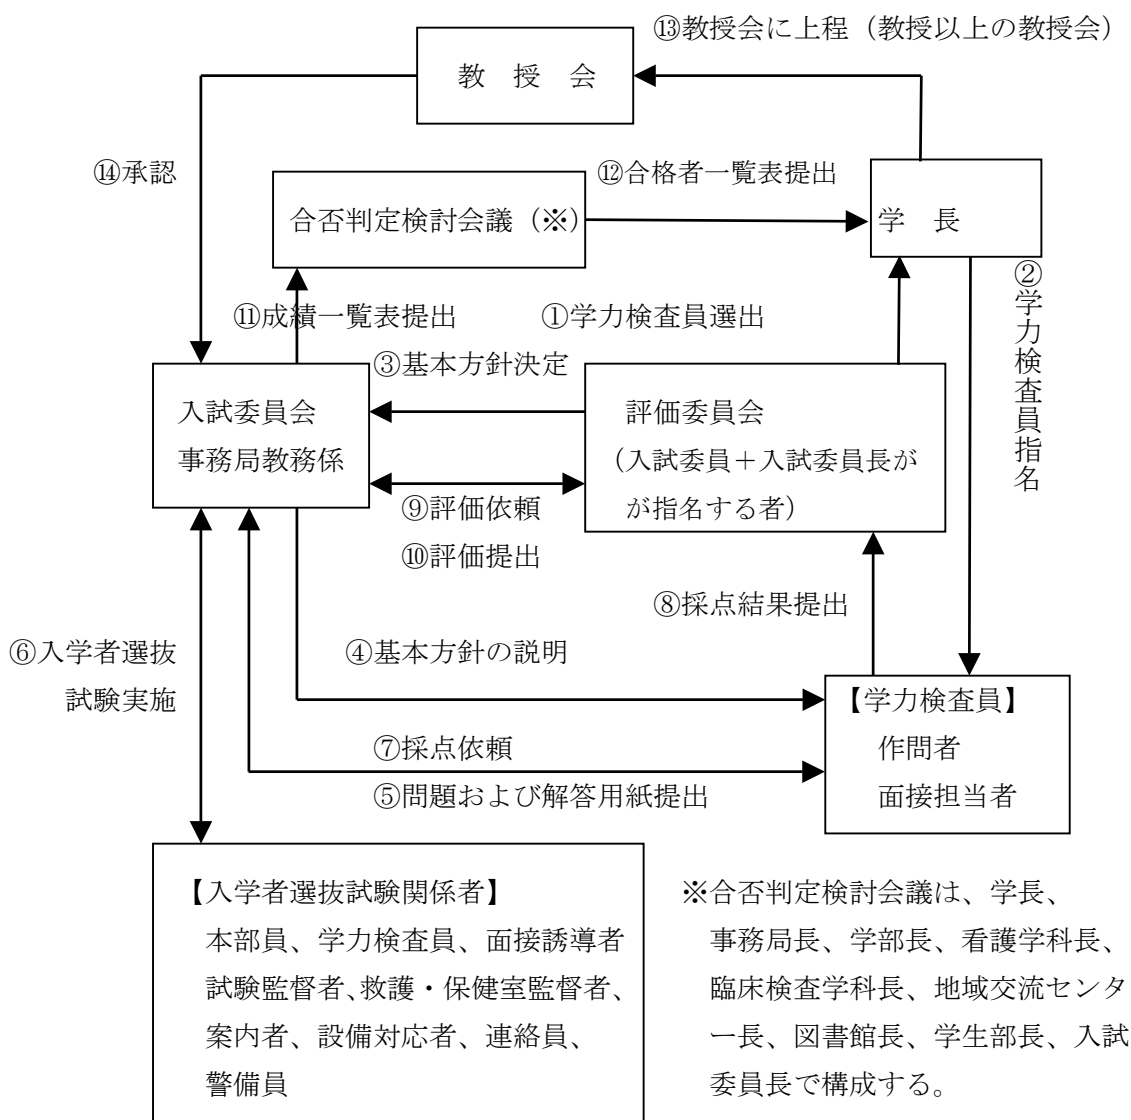 ⑬教授会に上程（教授以上の教授会）
教　授　会
⑭承認
⑫合格者一覧表提出
合否判定検討会議（※）
学　長
②学力検査員指名
⑪成績一覧表提出
①学力検査員選出
③基本方針決定
入試委員会
事務局教務係
評価委員会
（入試委員＋入試委員長が
が指名する者）
⑨評価依頼
⑩評価提出
⑧採点結果提出
⑥入学者選抜
試験実施
④基本方針の説明
【学力検査員】
作問者
面接担当者
⑦採点依頼
⑤問題および解答用紙提出
【入学者選抜試験関係者】
本部員、学力検査員、面接誘導者
試験監督者、救護・保健室監督者、
案内者、設備対応者、連絡員、
警備員
※合否判定検討会議は、学長、
事務局長、学部長、看護学科長、
臨床検査学科長、地域交流センタ
ー長、図書館長、学生部長、入試
委員長で構成する。